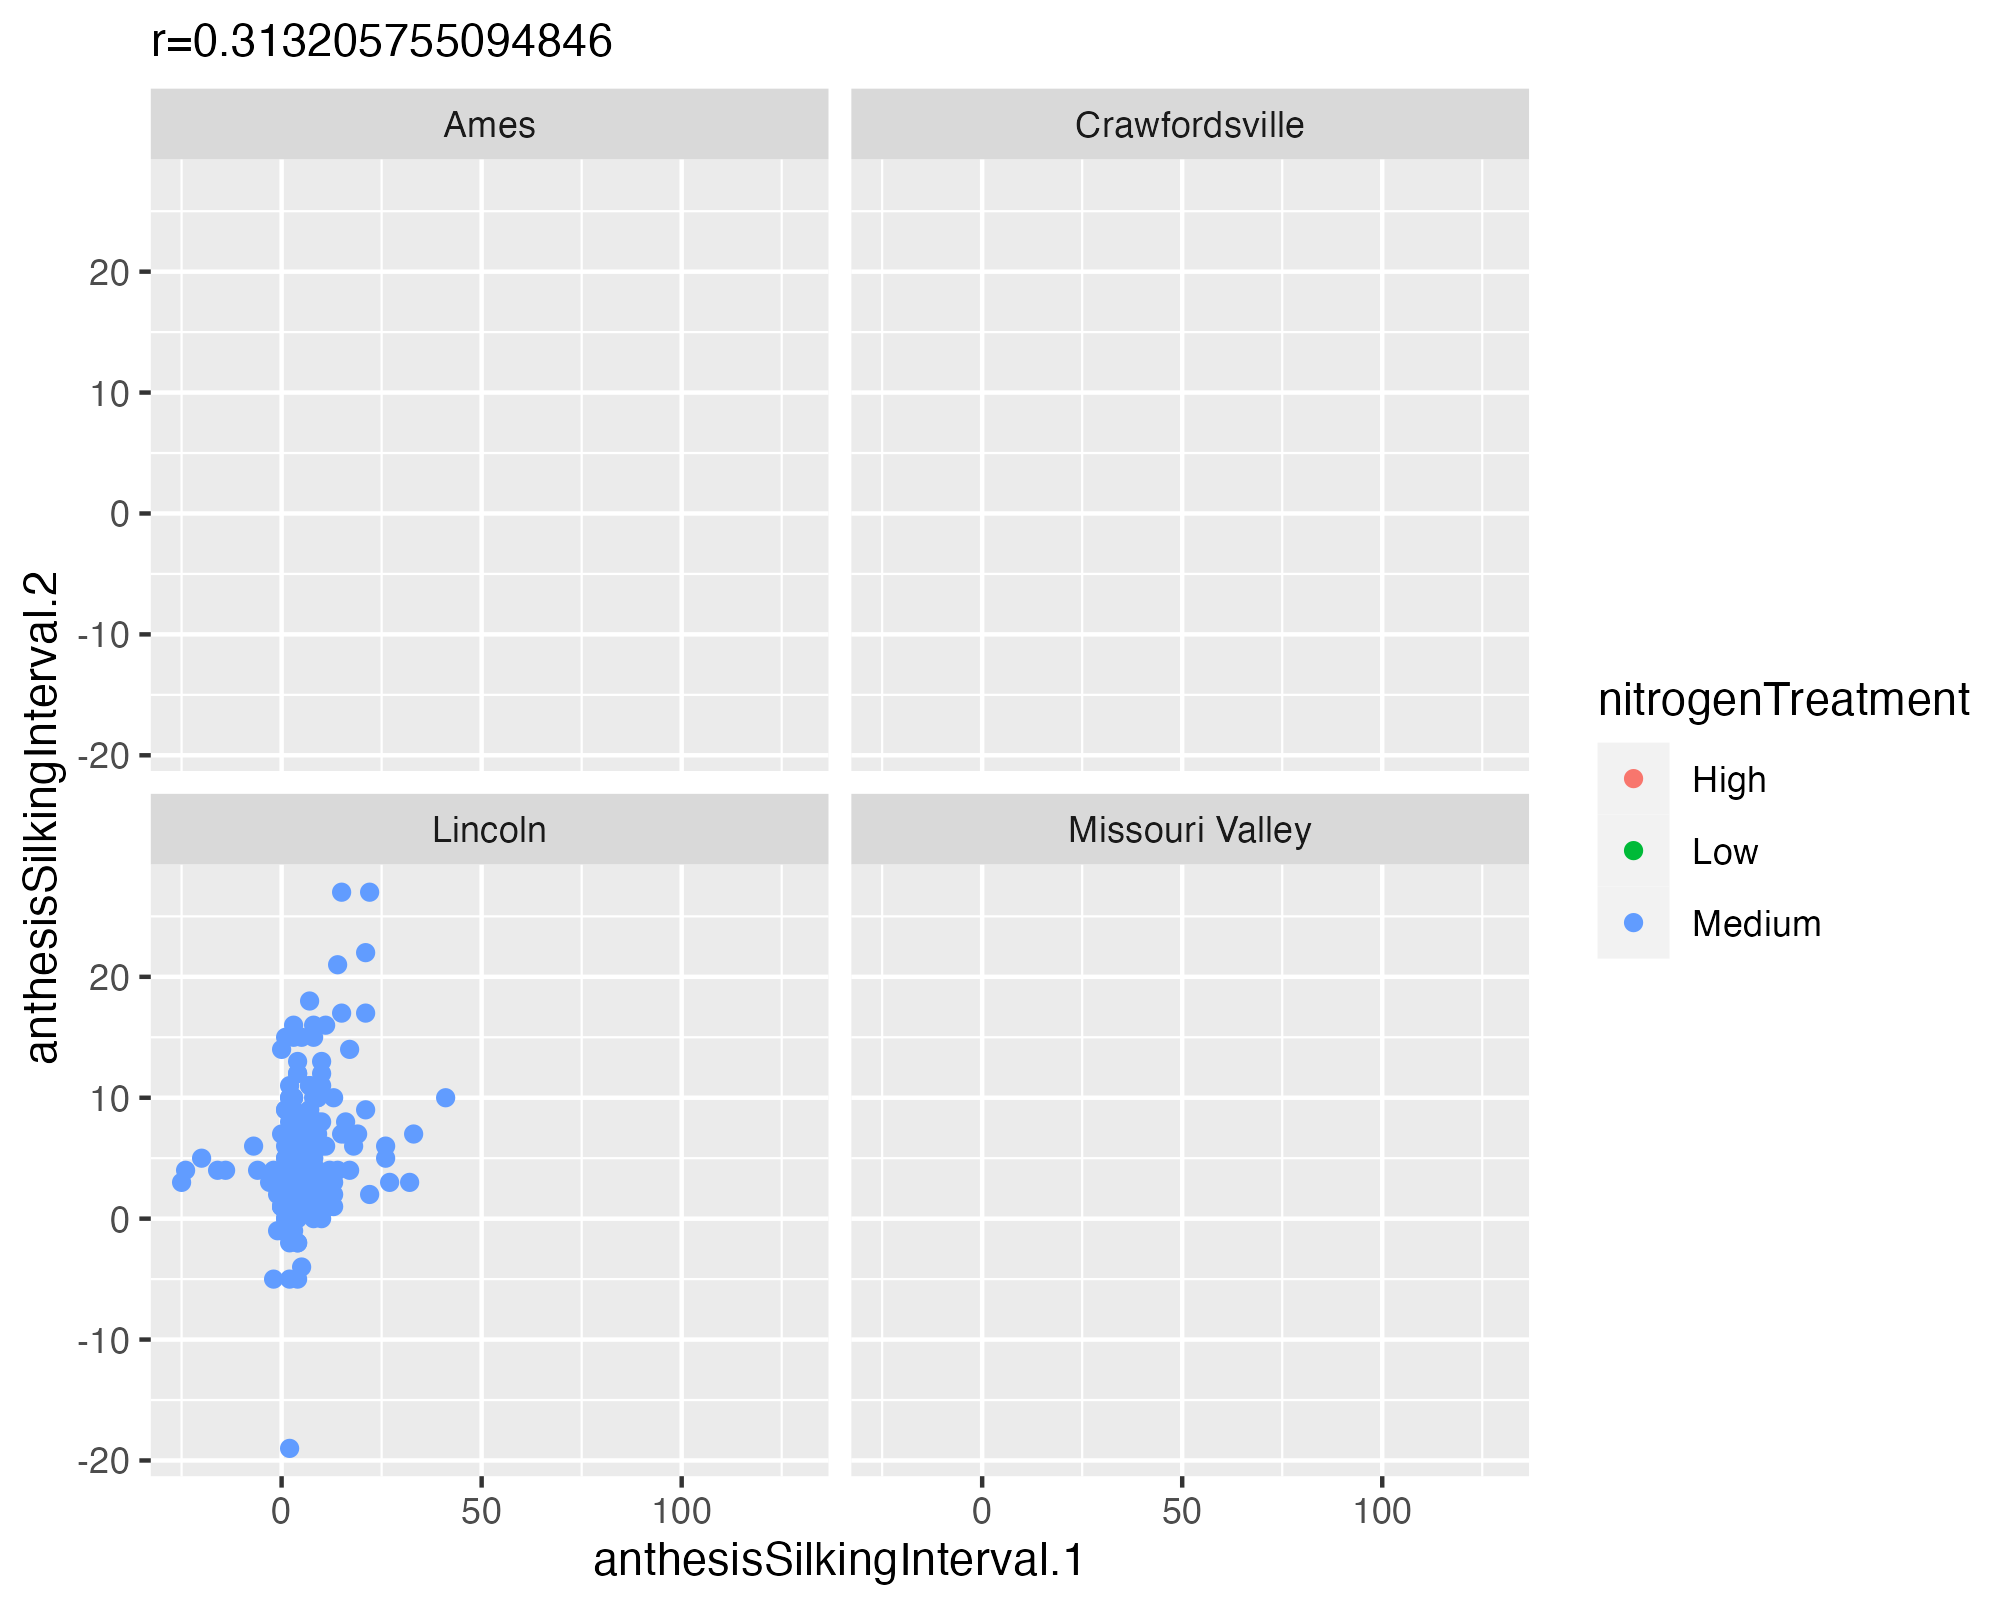 r=0.313205755094846
Ames
Crawfordsville
20
10
0
-10
-20
Lincoln
Missouri Valley
20
10
0
-10
-20
0
50
100
0
50
100
anthesisSilkingInterval.1
anthesisSilkingInterval.2
nitrogenTreatment
High
Low
Medium